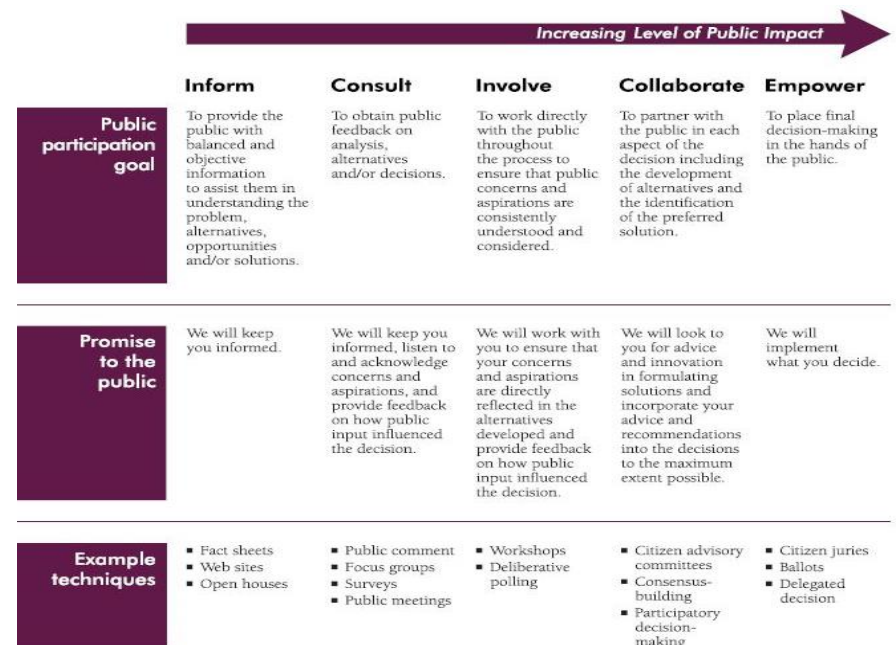 Increasing Level of Public Impact
Inform
Consult
Involve
Collaborate
Empower
Public
participation
goal
To provide the
public with
balanced and
objective
information
to assist them in
understanding the
problem,
alternatives,
opportunities
and/or solutions.
To obtain public
feedback on
analysis,
alternatives
and/or decisions.
To work directly
with the public
throughout
the process to
ensure that public
concerns and
aspirations are
consistently
understood and
considered.
To partner with
the public in each
aspect of the
decision including
the development
of alternatives and
the identification
of the preferred
solution.
To place final
decision-making
in the hands of
the public.
Promise
to the
public
We will keep
you informed.
We will keep you
informed, listen to
and acknowledge
concerns and
aspirations, and
provide feedback
on how public
input influenced
the decision.
We will work with
you to ensure that
your concerns
and aspirations
are directly
reflected in the
alternatives
developed and
provide feedback
on how public
input influenced
the decision.
We will look to
you for advice
and innovation
in formulating
solutions and
incorporate your
advice and
recommendations
into the decisions
to the maximum
extent possible.
We will
implement
what you decide.
Example
techniques
▪ Fact sheets
▪ Web sites
▪ Open houses
▪ Public comment
▪ Focus groups
▪ Surveys
▪ Public meetings
▪ Workshops
▪ Deliberative
polling
▪ Citizen advisory
committees
▪ Consensus-
building
▪ Participatory
decision-
making
▪ Citizen juries
▪ Ballots
▪ Delegated
decision